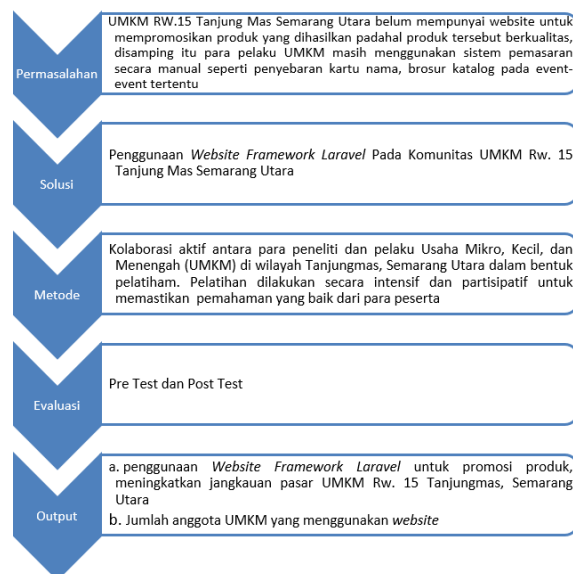 Permasalahan
UMKM RW.15 Tanjung Mas Semarang Utara belum mempunyai website untuk
mempromosikan produk yang dihasilkan padahal produk tersebut berkualitas,
disamping itu para pelaku UMKM masih menggunakan sistem pemasaran
secara manual seperti penyebaran kartu nama, brosur katalog pada event-
event tertentu
Solusi
Penggunaan Website Framework Laravel Pada Komunitas UMKM Rw. 15
Tanjung Mas Semarang Utara
Metode
Kolaborasi aktif antara para peneliti dan pelaku Usaha Mikro, Kecil, dan
Menengah (UMKM) di wilayah Tanjungmas, Semarang Utara dalam bentuk
pelatiham. Pelatihan dilakukan secara intensif dan partisipatif untuk
memastikan pemahaman yang baik dari para peserta
Evaluasi
Pre Test dan Post Test
Output
a. penggunaan Website Framework Laravel untuk promosi produk,
meningkatkan jangkauan pasar UMKM Rw. 15 Tanjungmas, Semarang
Utara
b. Jumlah anggota UMKM yang menggunakan website